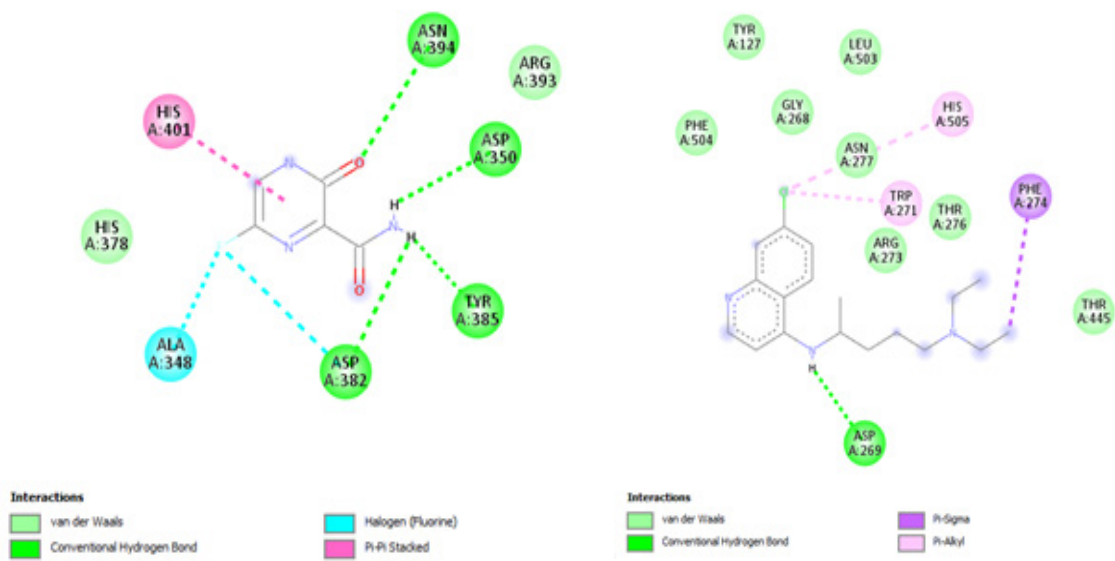 ASN
A:394
ARG
A:393
HIS
A:401
ASP
A:350
NH
O
H
N
H
N
O
HIS
A:378
TYR
A:385
ALA
A:348
ASP
A:382
Interactions
van der Waals
Conventional Hydrogen Bond
Halogen (Fluorine)
Pi-Pi Stacked
TYR
A:127
LEU
A:503
GLY
A:268
HIS
A:505
PHE
A:504
ASN
A:277
PHE
A:274
TRP
A:271
THR
A:276
ARG
A:273
THR
A:445
N
N
N
H
ASP
A:269
Interactions
van der Waals
Conventional Hydrogen Bond
Pi-Sigma
Pi-Alkyl